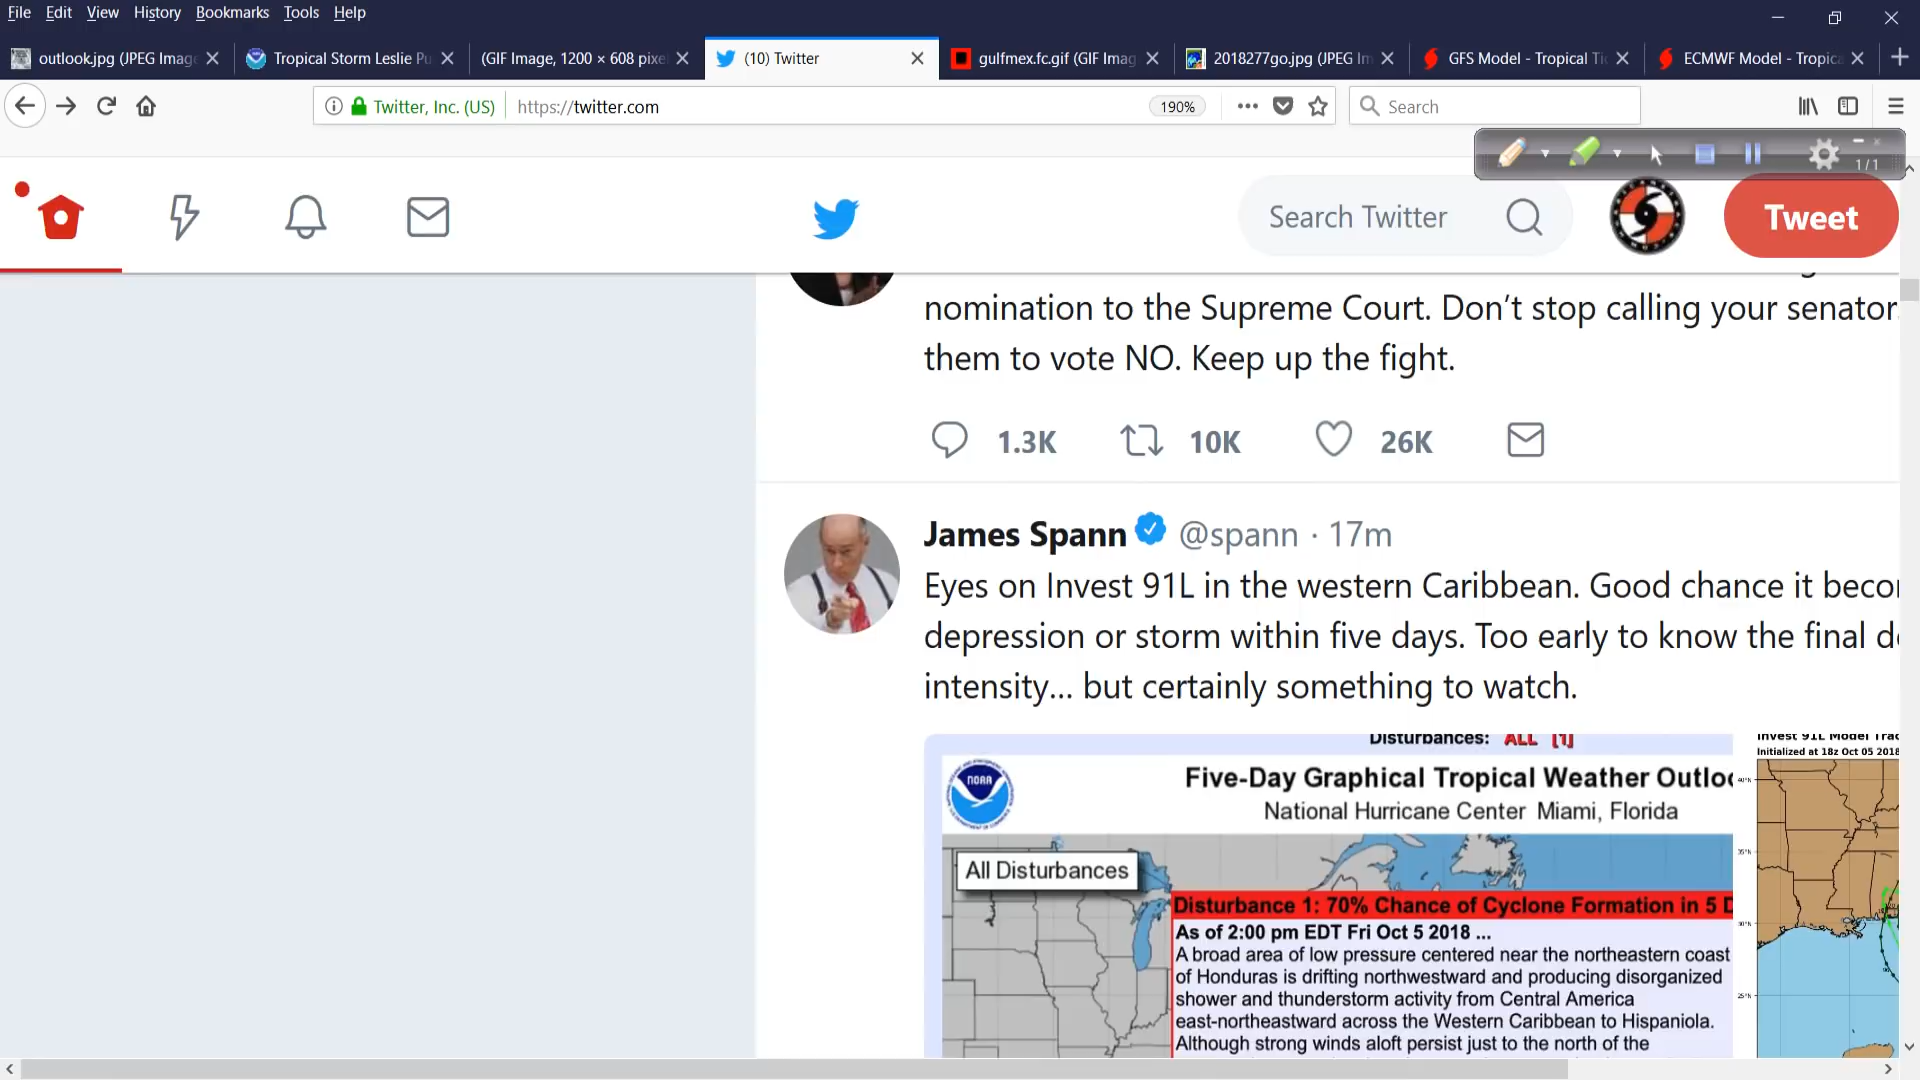 File Edit View History Bookmarks Tools Help
outlook.jpg (JPEG Image Tropical Storm Leslie Pu (GIF Image, 1200 × 608 pixe (10) Twitter gulfmex.fc.gif (GIF Imag 2018277go.jpg (JPEG Im GFS Model - Tropical Ti ECMWF Model - Tropica
Twitter, Inc. (US) https://twitter.com 190% Search
1/1
Search Twitter Tweet
nomination to the Supreme Court. Don’t stop calling your senator
them to vote NO. Keep up the fight.
1.3K 10K 26K
James Spann @spann · 17m
Eyes on Invest 91L in the western Caribbean. Good chance it becor
depression or storm within five days. Too early to know the final d
intensity... but certainly something to watch.
Disturbances: ALL [1]
NOAA
Five-Day Graphical Tropical Weather Outloo
National Hurricane Center Miami, Florida
All Disturbances
Disturbance 1: 70% Chance of Cyclone Formation in 5 D
As of 2:00 pm EDT Fri Oct 5 2018 ...
A broad area of low pressure centered near the northeastern coast
of Honduras is drifting northwestward and producing disorganized
shower and thunderstorm activity from Central America
east-northeastward across the Western Caribbean to Hispaniola.
Although strong winds aloft persist just to the north of the
Invest 91L Model Trac
Initialized at 18z Oct 05 2018
40°N
35°N
30°N
25°N